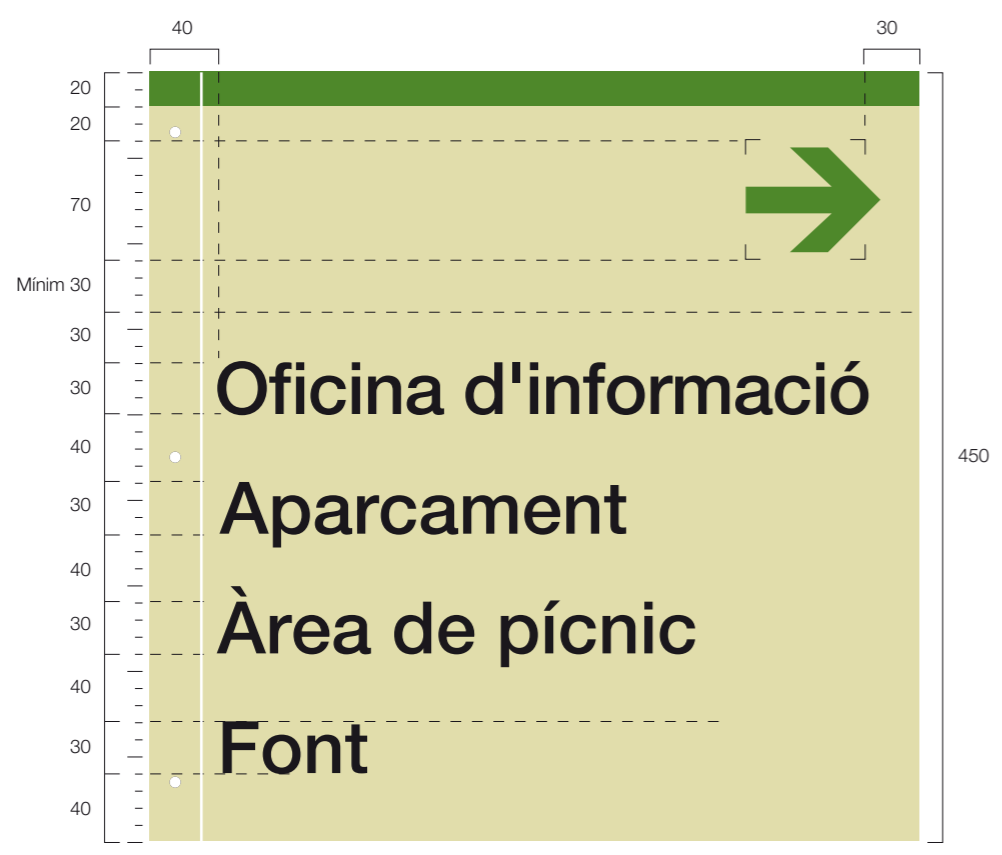 40 30
20
20
70
Mínim 30
30
30 Oficina d'informació
40 450
30 Aparcament
40
30 Àrea de pícnic
40
30 Font
40